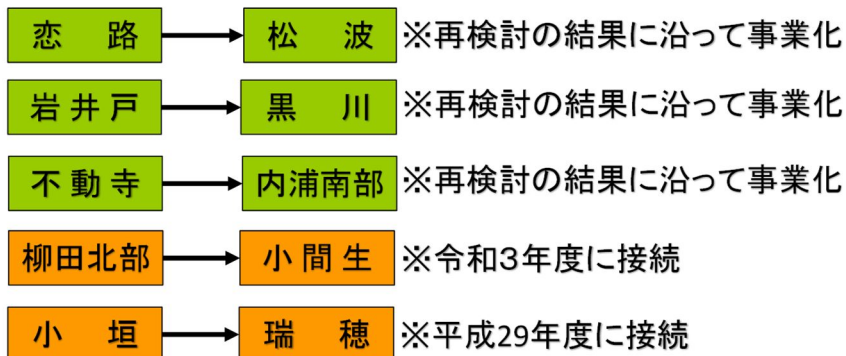 恋路 → 松波 ※再検討の結果に沿って事業化
岩井戸 → 黒川 ※再検討の結果に沿って事業化
不動寺 → 内浦南部 ※再検討の結果に沿って事業化
柳田北部 → 小間生 ※令和3年度に接続
小垣 → 瑞穂 ※平成29年度に接続